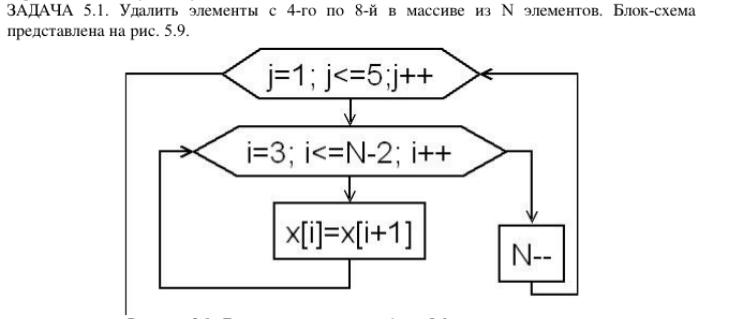 ЗАДАЧА 5.1. Удалить элементы с 4-го по 8-й в массиве из N элементов. Блок-схема
представлена на рис. 5.9.
j=1; j<=5;j++
i=3; i<=N-2; i++
x[i]=x[i+1]
N--